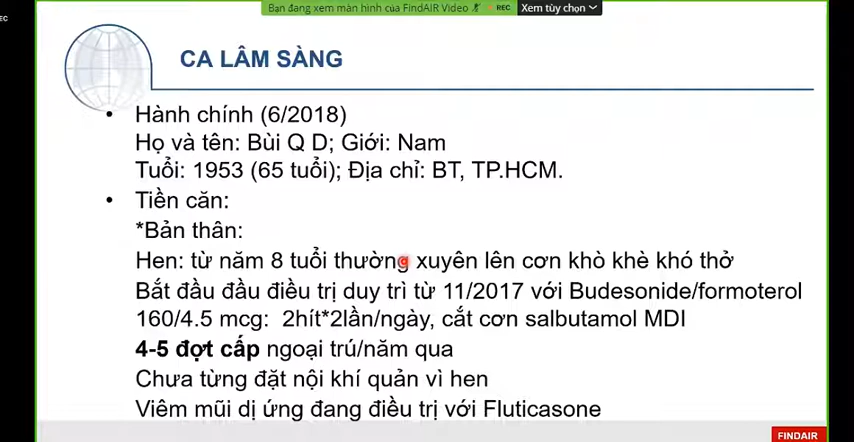 Bạn đang xem màn hình của FindAIR Video
REC
Xem tùy chọn
EC
CA LÂM SÀNG
• Hành chính (6/2018)
Họ và tên: Bùi Q D; Giới: Nam
Tuổi: 1953 (65 tuổi); Địa chỉ: BT, TP.HCM.
• Tiền căn:
*Bản thân:
Hen: từ năm 8 tuổi thường xuyên lên cơn khò khè khó thở
Bắt đầu đầu điều trị duy trì từ 11/2017 với Budesonide/formoterol
160/4.5 mcg: 2hít*2lần/ngày, cắt cơn salbutamol MDI
4-5 đợt cấp ngoại trú/năm qua
Chưa từng đặt nội khí quản vì hen
Viêm mũi dị ứng đang điều trị với Fluticasone
FINDAIR